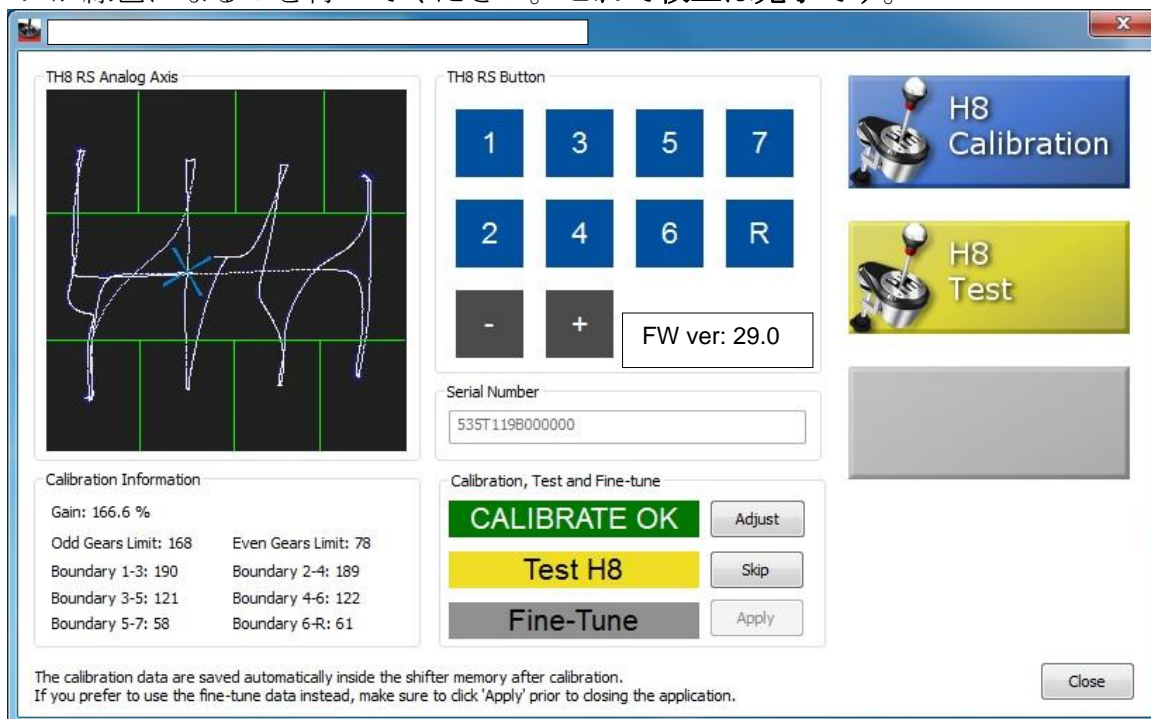 X
TH8 RS Analog Axis
TH8 RS Button
1 3 5 7
2 4 6 R
- +
FW ver: 29.0
Serial Number
535T119B000000
H8
Calibration
H8
Test
Calibration Information
Gain: 166.6 %
Odd Gears Limit: 168 Even Gears Limit: 78
Boundary 1-3: 190 Boundary 2-4: 189
Boundary 3-5: 121 Boundary 4-6: 122
Boundary 5-7: 58 Boundary 6-R: 61
Calibration, Test and Fine-tune
CALIBRATE OK Adjust
Test H8 Skip
Fine-Tune Apply
The calibration data are saved automatically inside the shifter memory after calibration.
If you prefer to use the fine-tune data instead, make sure to click 'Apply' prior to closing the application.
Close